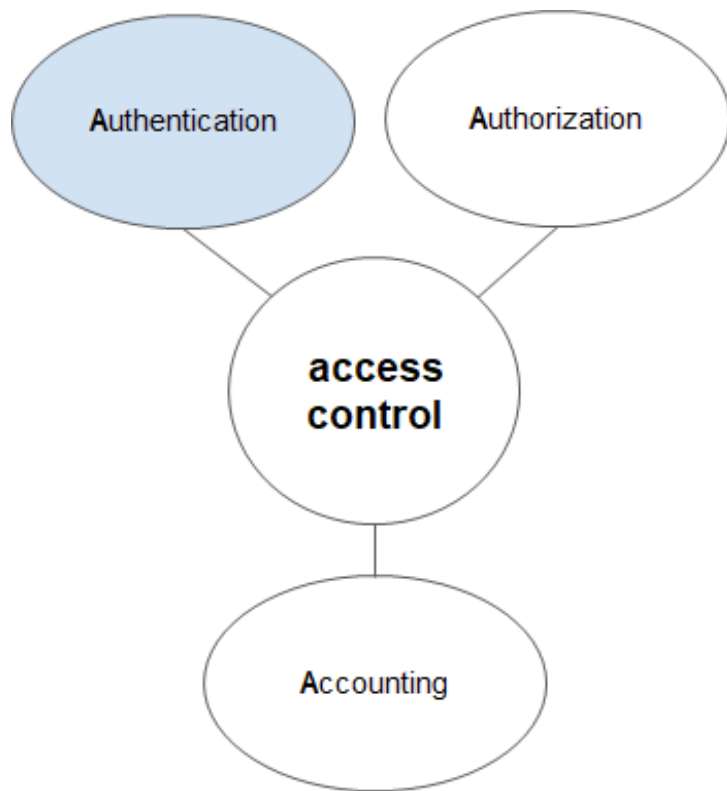 Authentication
Authorization
access
control
Accounting